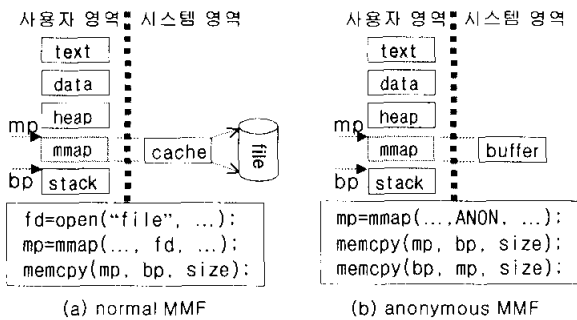 사용자 영역 시스템 영역
text
data
heap
mp
mmap
cache
file
bp
stack
fd=open("file", ...);
mp=mmap(..., fd, ...);
memcpy(mp, bp, size);
(a) normal MMF
사용자 영역 시스템 영역
text
data
heap
mp
mmap
buffer
bp
stack
mp=mmap(...,ANON, ...);
memcpy(mp, bp, size);
memcpy(bp, mp, size);
(b) anonymous MMF